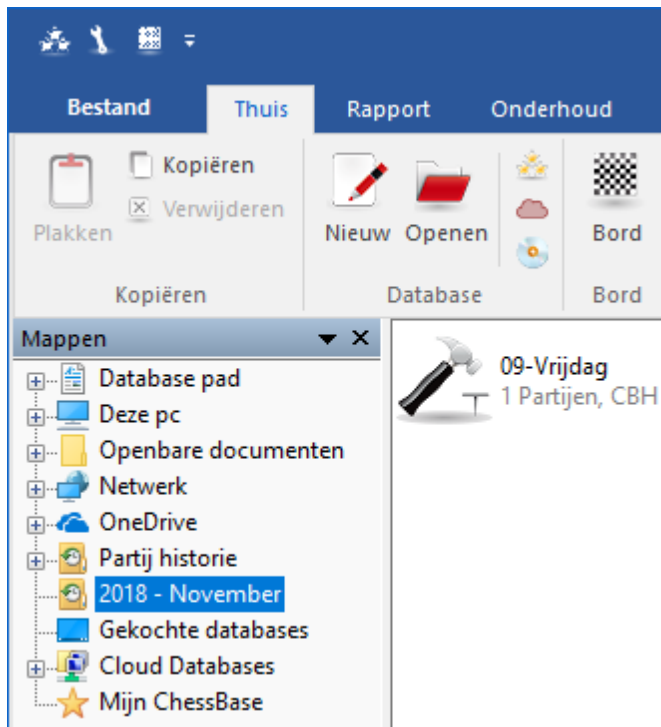 Bestand Thuis Rapport Onderhoud
Kopiëren
Verwijderen
Plakken Nieuw Openen Bord
Kopiëren Database Bord
Mappen
Database pad
Deze pc
Openbare documenten
Netwerk
OneDrive
Partij historie
2018 - November
Gekochte databases
Cloud Databases
Mijn ChessBase
09-Vrijdag
1 Partijen, CBH